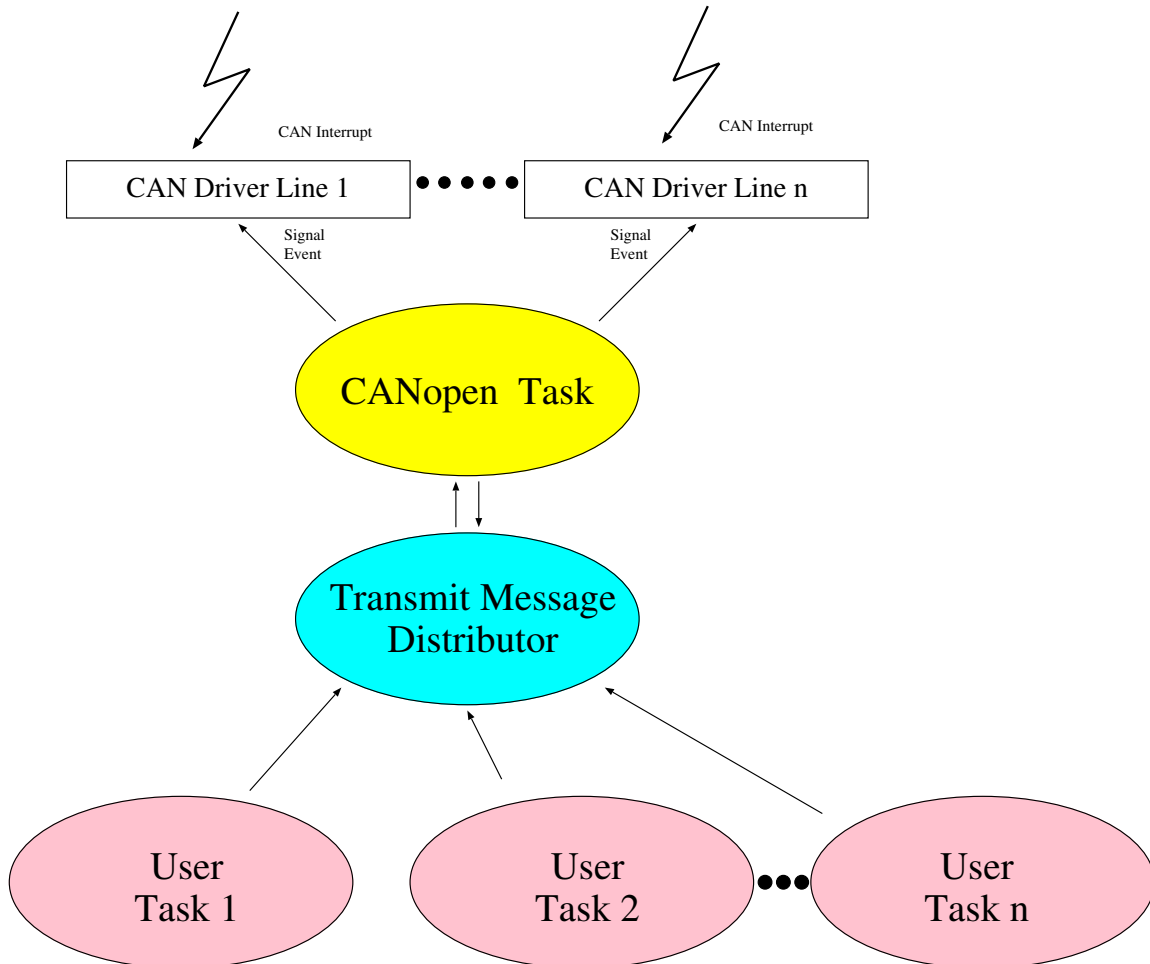 CAN Interrupt
CAN Interrupt
CAN Driver Line 1
CAN Driver Line n
Signal
Event
Signal
Event
CANopen Task
Transmit Message
Distributor
User
Task 1
User
Task 2
User
Task n